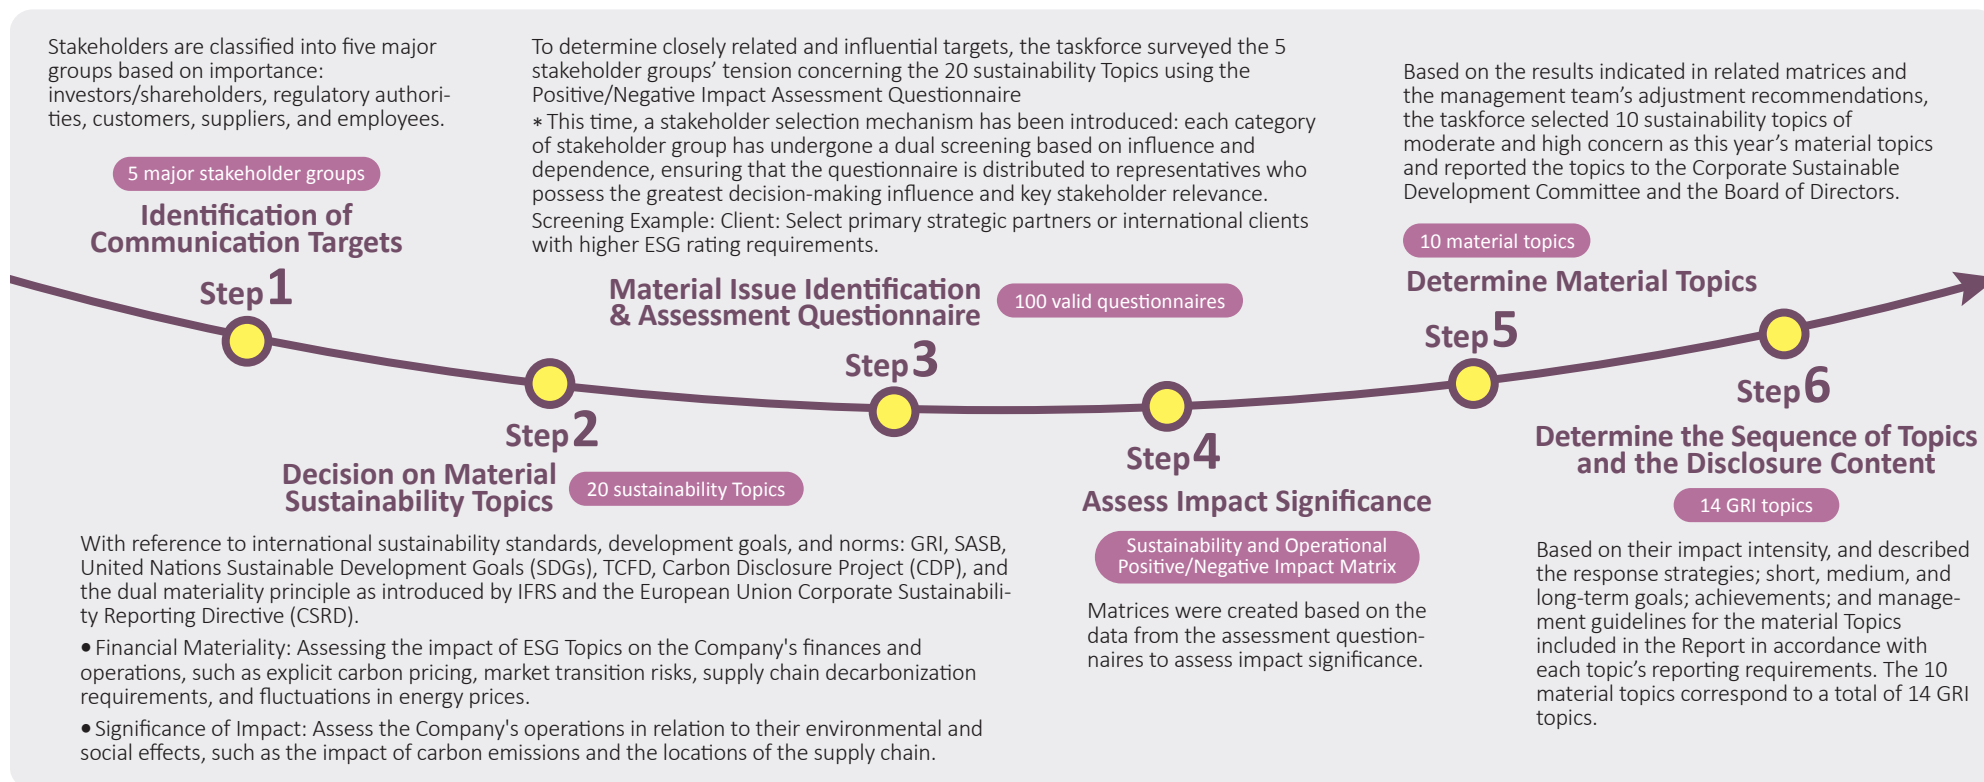 Stakeholders are classified into five major
groups based on importance:
investors/shareholders, regulatory authori-
ties, customers, suppliers, and employees.
5 major stakeholder groups
Identification of
Communication Targets
Step 1
Step 2
Decision on Material
Sustainability Topics
20 sustainability Topics
With reference to international sustainability standards, development goals, and norms: GRI, SASB,
United Nations Sustainable Development Goals (SDGs), TCFD, Carbon Disclosure Project (CDP), and
the dual materiality principle as introduced by IFRS and the European Union Corporate Sustainabili-
ty Reporting Directive (CSRD).
• Financial Materiality: Assessing the impact of ESG Topics on the Company's finances and
operations, such as explicit carbon pricing, market transition risks, supply chain decarbonization
requirements, and fluctuations in energy prices.
• Significance of Impact: Assess the Company's operations in relation to their environmental and
social effects, such as the impact of carbon emissions and the locations of the supply chain.
To determine closely related and influential targets, the taskforce surveyed the 5
stakeholder groups' tension concerning the 20 sustainability Topics using the
Positive/Negative Impact Assessment Questionnaire
* This time, a stakeholder selection mechanism has been introduced: each category
of stakeholder group has undergone a dual screening based on influence and
dependence, ensuring that the questionnaire is distributed to representatives who
possess the greatest decision-making influence and key stakeholder relevance.
Screening Example: Client: Select primary strategic partners or international clients
with higher ESG rating requirements.
Material Issue Identification
& Assessment Questionnaire
100 valid questionnaires
Step 3
Step 4
Assess Impact Significance
Sustainability and Operational
Positive/Negative Impact Matrix
Matrices were created based on the
data from the assessment question-
naires to assess impact significance.
Based on the results indicated in related matrices and
the management team's adjustment recommendations,
the taskforce selected 10 sustainability topics of
moderate and high concern as this year's material topics
and reported the topics to the Corporate Sustainable
Development Committee and the Board of Directors.
10 material topics
Determine Material Topics
Step 5
Step 6
Determine the Sequence of Topics
and the Disclosure Content
14 GRI topics
Based on their impact intensity, and described
the response strategies; short, medium, and
long-term goals; achievements; and manage-
ment guidelines for the material Topics
included in the Report in accordance with
each topic's reporting requirements. The 10
material topics correspond to a total of 14 GRI
topics.